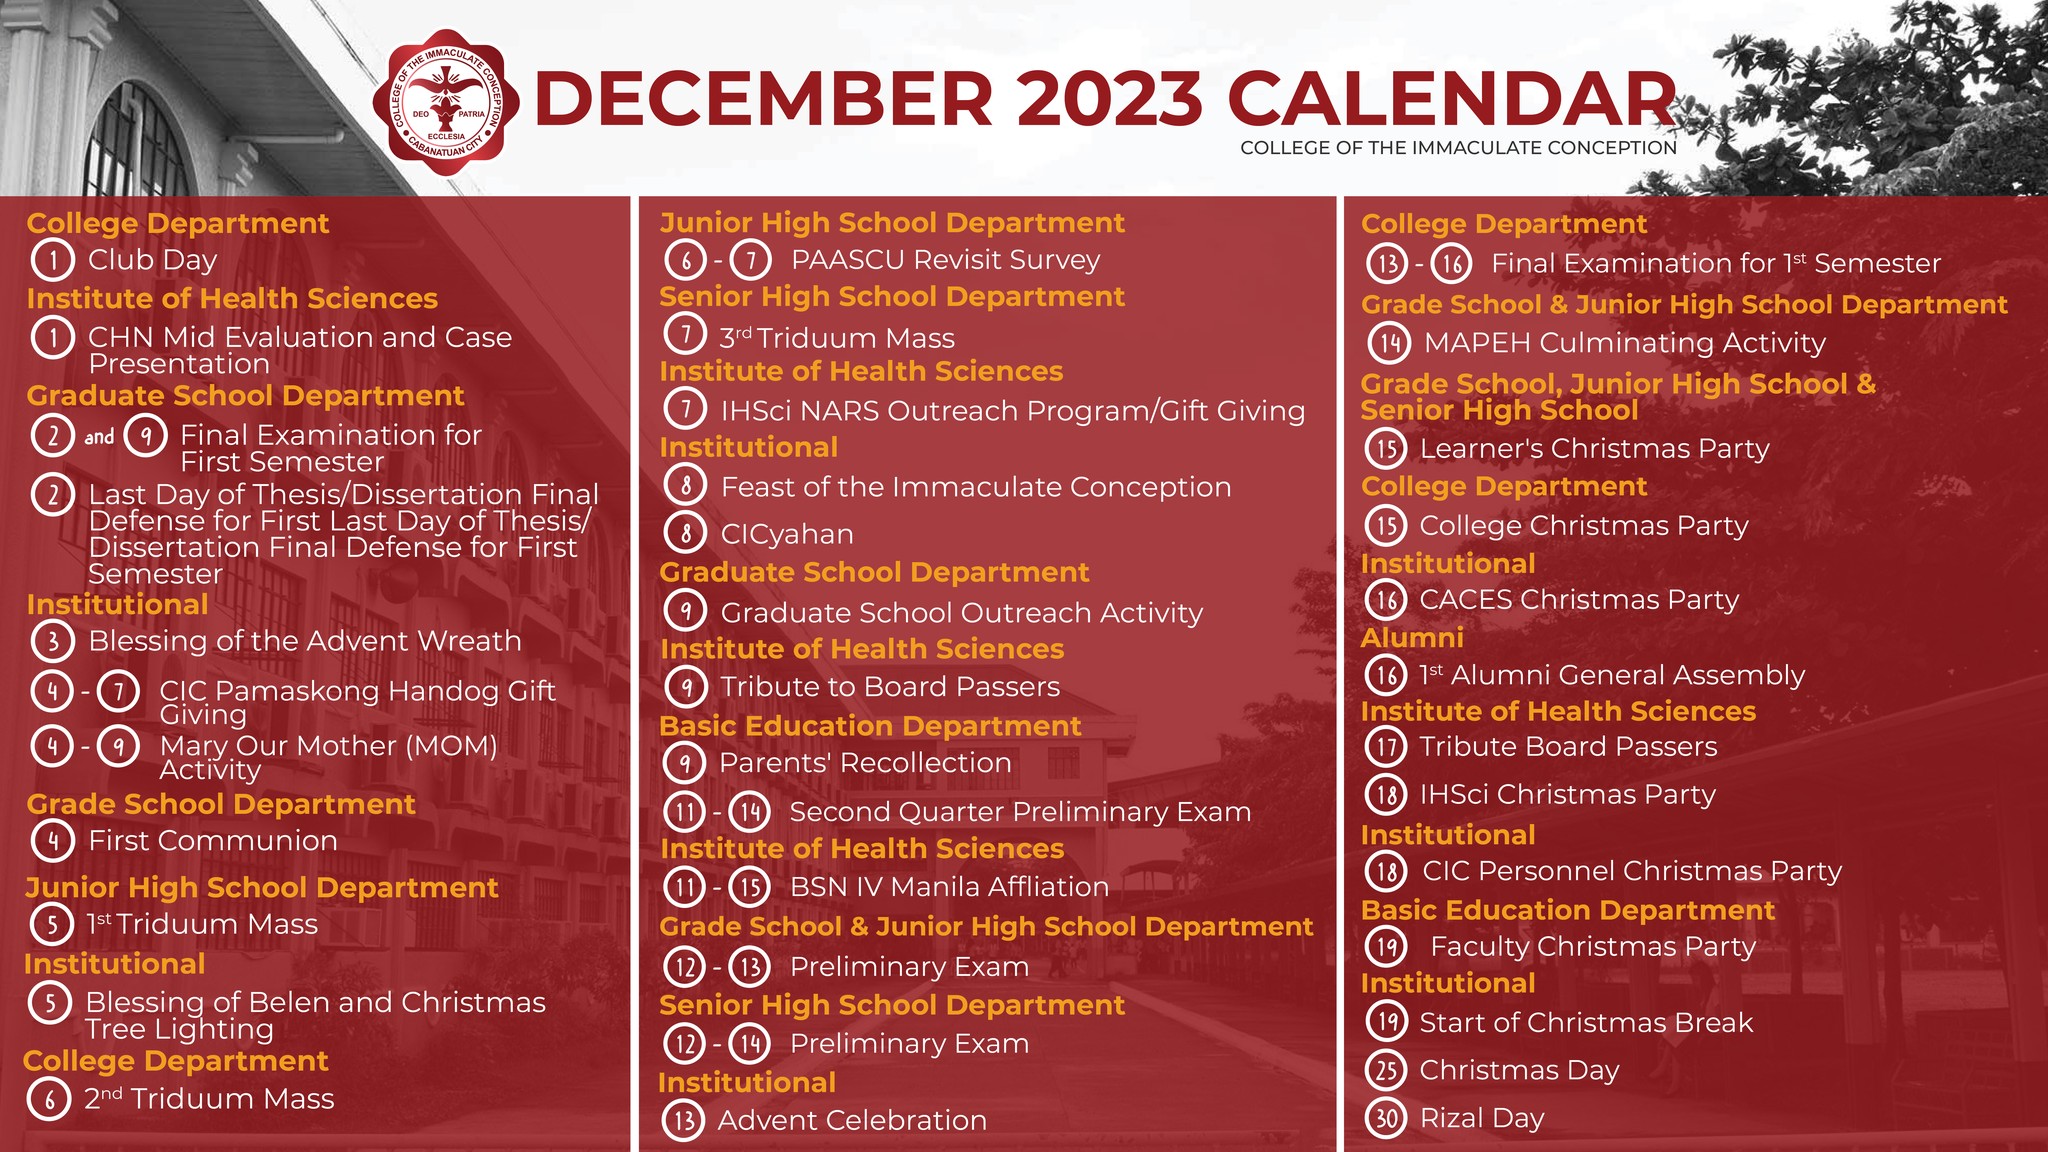 COLLEGE OF THE IMMACULATE CONCEPTION
DEO PATRIA
ECCLESIA
CABANATUAN CITY
DECEMBER 2023 CALENDAR
COLLEGE OF THE IMMACULATE CONCEPTION
College Department
1 Club Day
Institute of Health Sciences
1 CHN Mid Evaluation and Case
Presentation
Graduate School Department
2 and 9 Final Examination for
First Semester
2 Last Day of Thesis/Dissertation Final
Defense for First Last Day of Thesis/
Dissertation Final Defense for First
Semester
Institutional
3 Blessing of the Advent Wreath
4 - 7 CIC Pamaskong Handog Gift
Giving
4 - 9 Mary Our Mother (MOM)
Activity
Grade School Department
4 First Communion
Junior High School Department
5 1st Triduum Mass
Institutional
5 Blessing of Belen and Christmas
Tree Lighting
College Department
6 2nd Triduum Mass
Junior High School Department
6 - 7 PAASCU Revisit Survey
Senior High School Department
7 3rd Triduum Mass
Institute of Health Sciences
7 IHSci NARS Outreach Program/Gift Giving
Institutional
8 Feast of the Immaculate Conception
8 CICyahan
Graduate School Department
9 Graduate School Outreach Activity
Institute of Health Sciences
9 Tribute to Board Passers
Basic Education Department
9 Parents' Recollection
11 - 14 Second Quarter Preliminary Exam
Institute of Health Sciences
11 - 15 BSN IV Manila Affliation
Grade School & Junior High School Department
12 - 13 Preliminary Exam
Senior High School Department
12 - 14 Preliminary Exam
Institutional
13 Advent Celebration
College Department
13 - 16 Final Examination for 1st Semester
Grade School & Junior High School Department
14 MAPEH Culminating Activity
Grade School, Junior High School &
Senior High School
15 Learner's Christmas Party
College Department
15 College Christmas Party
Institutional
16 CACES Christmas Party
Alumni
16 1st Alumni General Assembly
Institute of Health Sciences
17 Tribute Board Passers
18 IHSci Christmas Party
Institutional
18 CIC Personnel Christmas Party
Basic Education Department
19 Faculty Christmas Party
Institutional
19 Start of Christmas Break
25 Christmas Day
30 Rizal Day